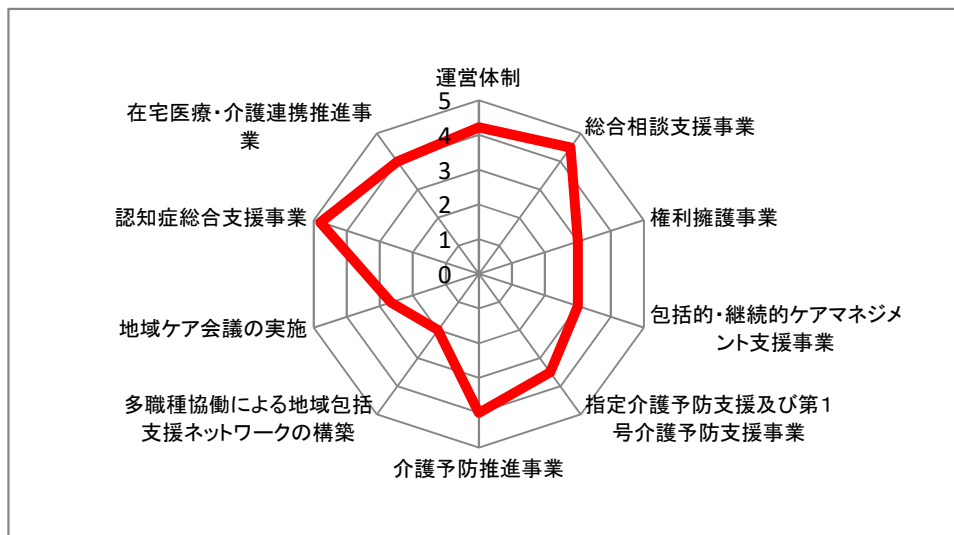 運営体制
総合相談支援事業
権利擁護事業
包括的・継続的ケアマネジメ
ント支援事業
指定介護予防支援及び第1
号介護予防支援事業
介護予防推進事業
多職種協働による地域包括
支援ネットワークの構築
地域ケア会議の実施
認知症総合支援事業
在宅医療・介護連携推進事
業
5
4
3
2
1
0